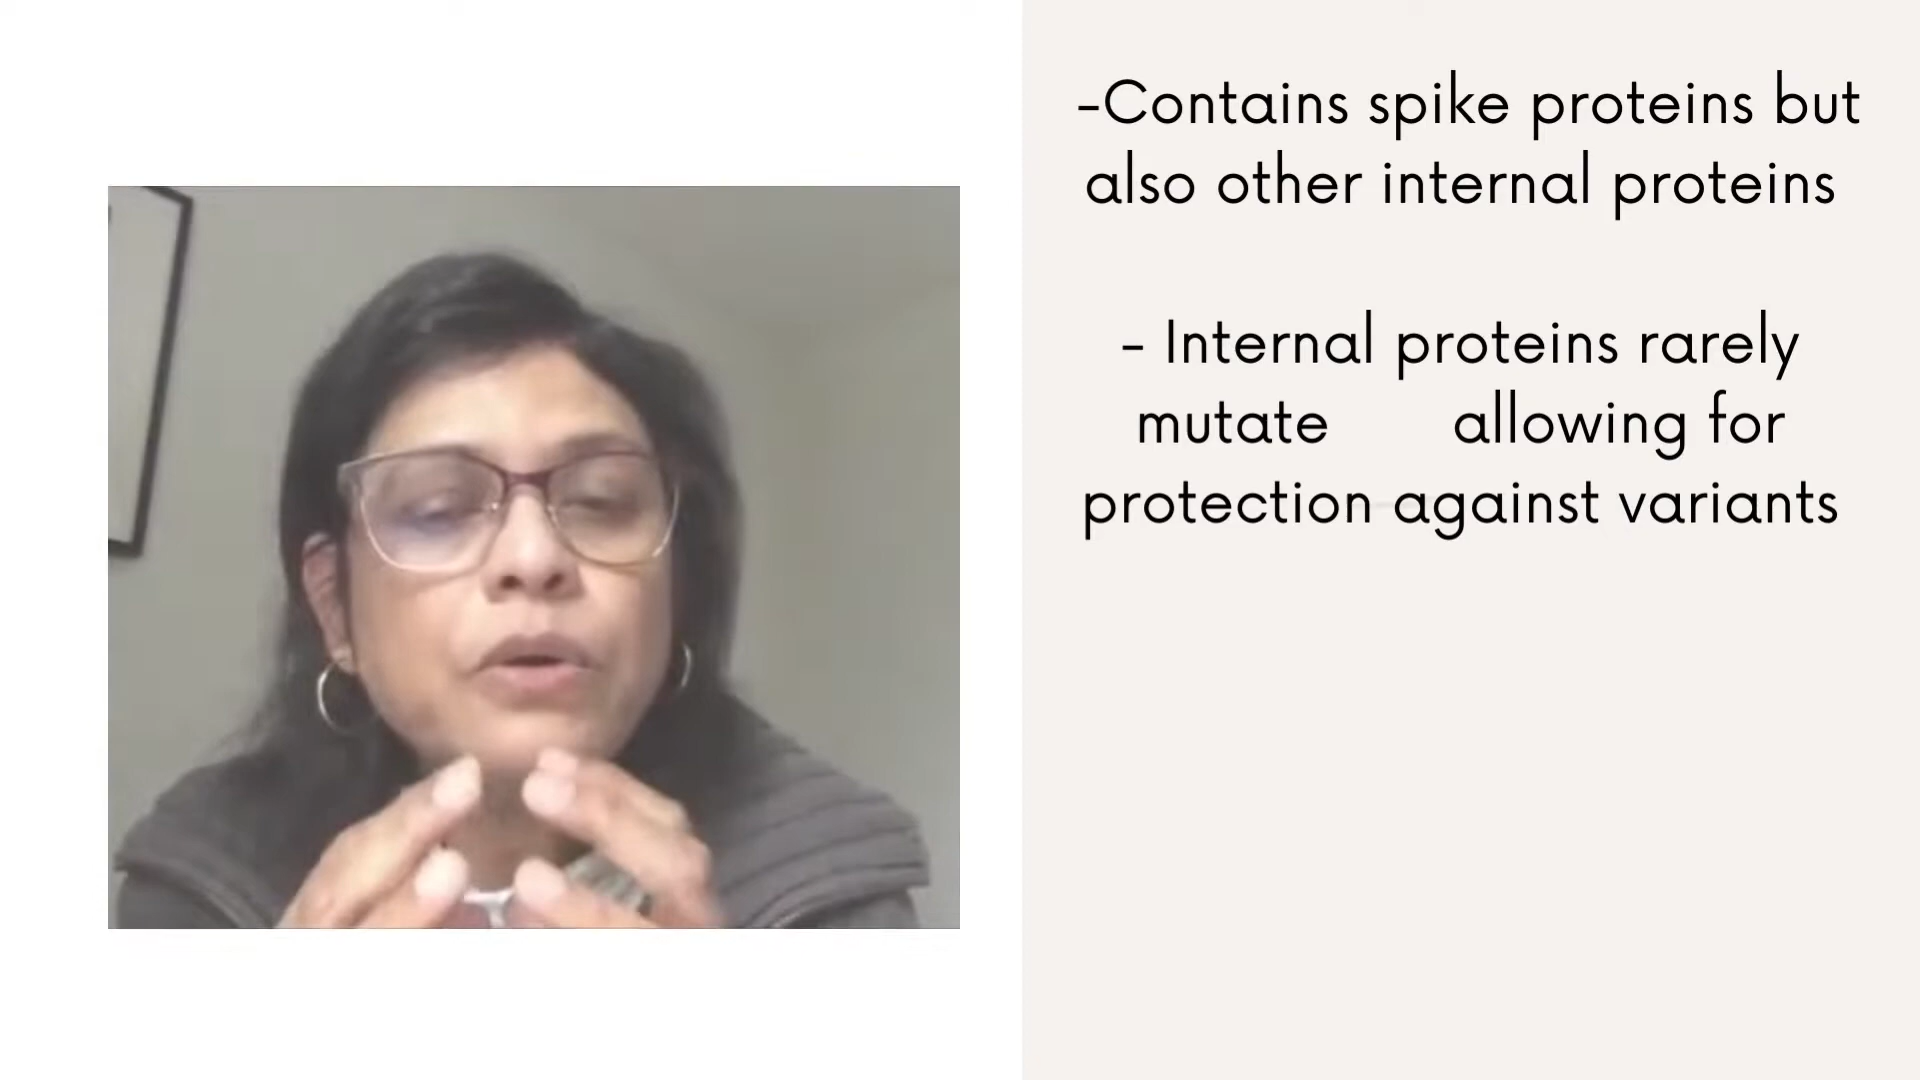 -Contains spike proteins but
also other internal proteins
- Internal proteins rarely
mutate allowing for
protection against variants